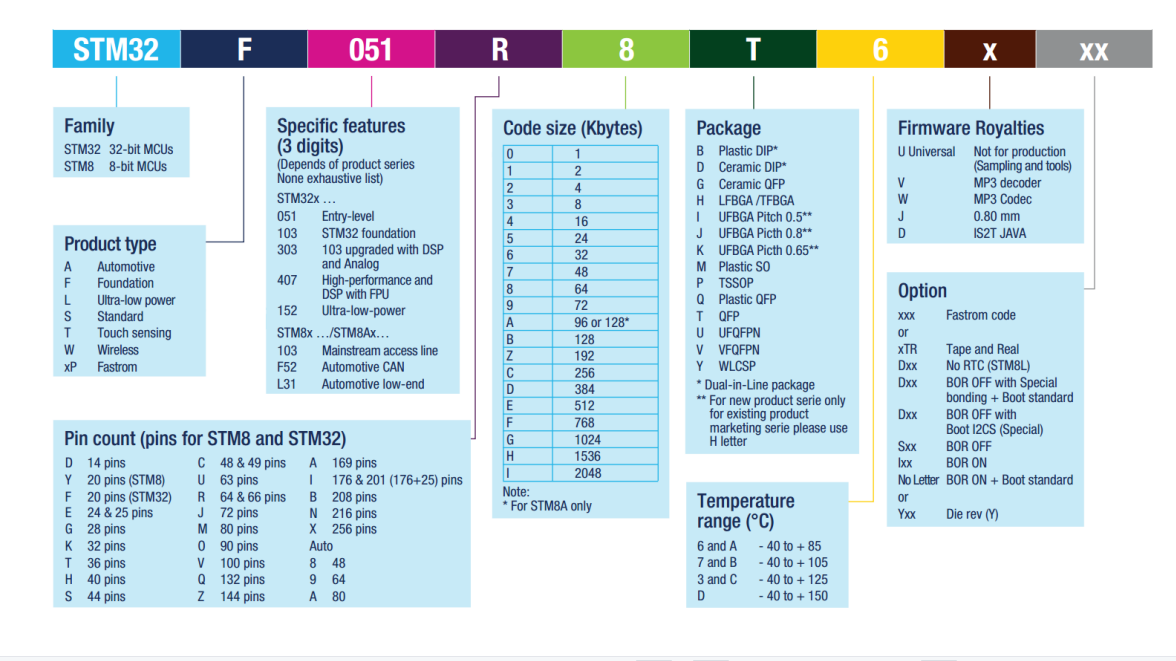 STM32 F 051 R 8 T 6 x xx
Family
STM32 32-bit MCUs
STM8 8-bit MCUs
Product type
A Automotive
F Foundation
L Ultra-low power
S Standard
T Touch sensing
W Wireless
xP Fastrom
Specific features
(3 digits)
(Depends of product series
None exhaustive list)
STM32x ...
051 Entry-level
103 STM32 foundation
303 103 upgraded with DSP
and Analog
407 High-performance and
DSP with FPU
152 Ultra-low-power
STM8x .../STM8Ax...
103 Mainstream access line
F52 Automotive CAN
L31 Automotive low-end
Pin count (pins for STM8 and STM32)
D 14 pins
Y 20 pins (STM8)
F 20 pins (STM32)
E 24 & 25 pins
G 28 pins
K 32 pins
T 36 pins
H 40 pins
S 44 pins
C 48 & 49 pins
U 63 pins
R 64 & 66 pins
J 72 pins
M 80 pins
O 90 pins
V 100 pins
Q 132 pins
Z 144 pins
A 169 pins
I 176 & 201 (176+25) pins
B 208 pins
N 216 pins
X 256 pins
Auto
8 48
9 64
A 80
Code size (Kbytes)
0 1
1 2
2 4
3 8
4 16
5 24
6 32
7 48
8 64
9 72
A 96 or 128*
B 128
Z 192
C 256
D 384
E 512
F 768
G 1024
H 1536
I 2048
Note:
* For STM8A only
Package
B Plastic DIP*
D Ceramic DIP*
G Ceramic QFP
H LFBGA /TFBGA
I UFBGA Pitch 0.5**
J UFBGA Picth 0.8**
K UFBGA Picth 0.65**
M Plastic SO
P TSSOP
Q Plastic QFP
T QFP
U UFQFPN
V VFQFPN
Y WLCSP
* Dual-in-Line package
** For new product serie only
for existing product
marketing serie please use
H letter
Temperature
range (°C)
6 and A - 40 to + 85
7 and B - 40 to + 105
3 and C - 40 to + 125
D - 40 to + 150
Firmware Royalties
U Universal Not for production
(Sampling and tools)
V MP3 decoder
W MP3 Codec
J 0.80 mm
D IS2T JAVA
Option
xxx Fastrom code
or
xTR Tape and Real
Dxx No RTC (STM8L)
Dxx BOR OFF with Special
bonding + Boot standard
Dxx BOR OFF with
Boot I2CS (Special)
Sxx BOR OFF
Ixx BOR ON
No Letter BOR ON + Boot standard
or
Yxx Die rev (Y)